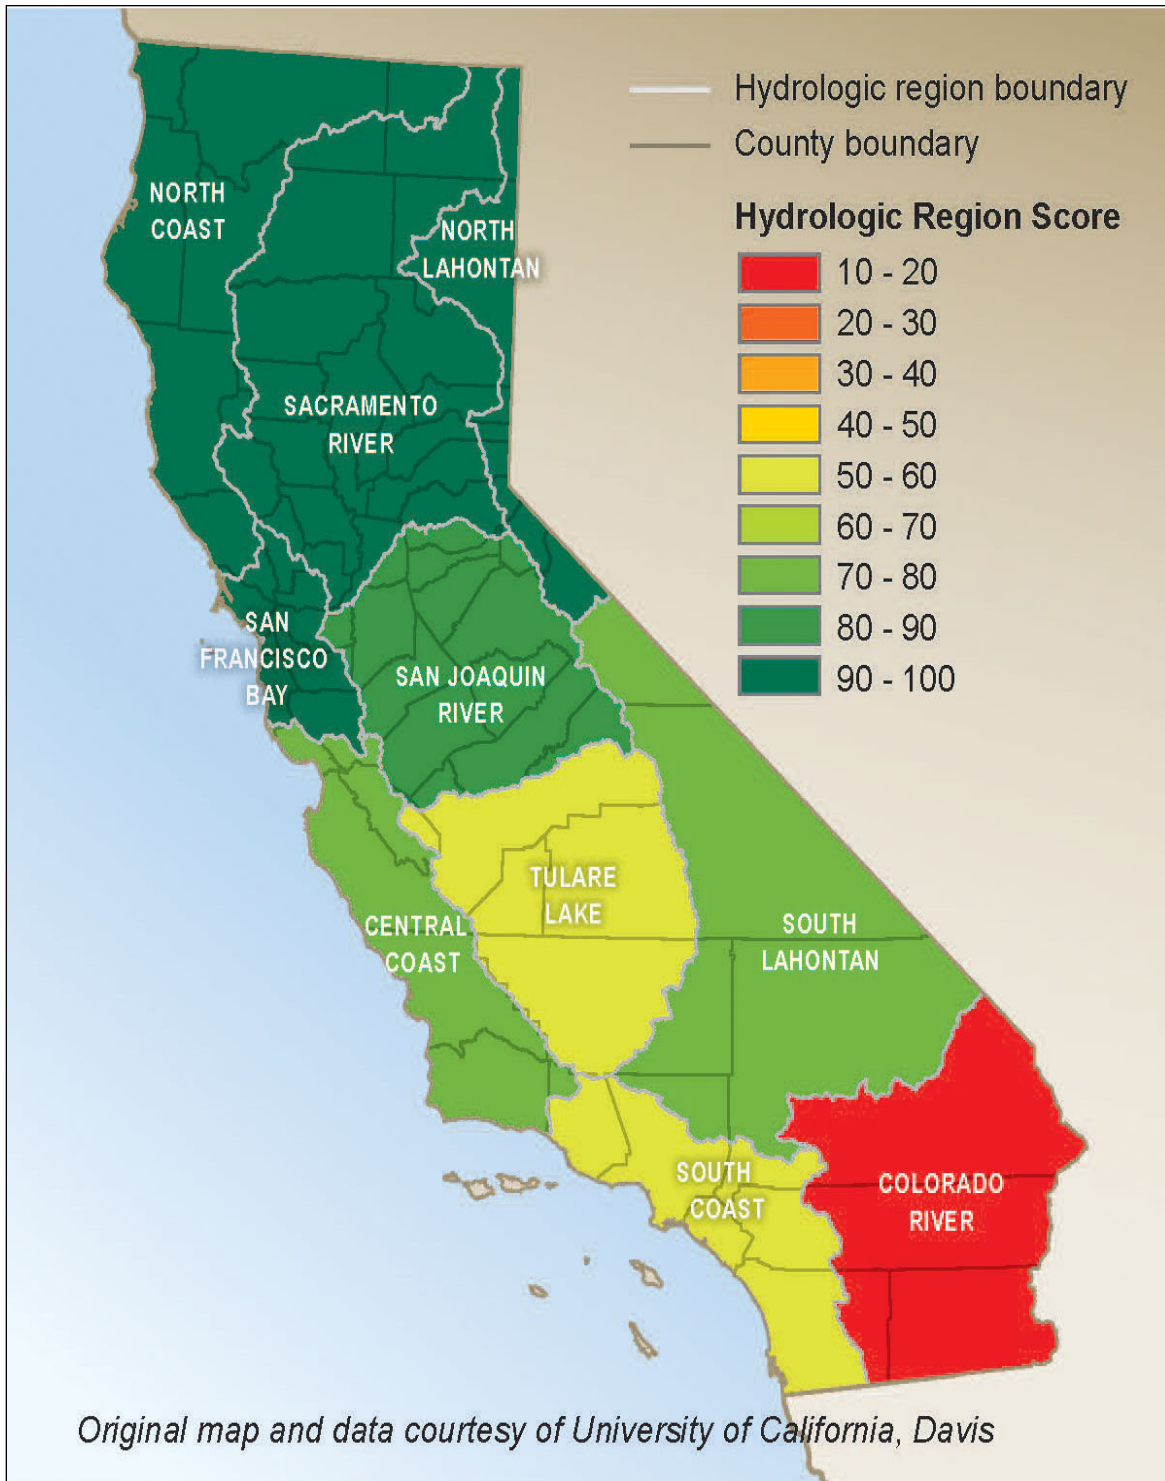 Hydrologic region boundary
County boundary
Hydrologic Region Score
10 - 20
20 - 30
30 - 40
40 - 50
50 - 60
60 - 70
70 - 80
80 - 90
90 - 100
NORTH
COAST
NORTH
LAHONTAN
SACRAMENTO
RIVER
SAN
FRANCISCO
BAY
SAN JOAQUIN
RIVER
TULARE
LAKE
CENTRAL
COAST
SOUTH
LAHONTAN
SOUTH
COAST
COLORADO
RIVER
Original map and data courtesy of University of California, Davis